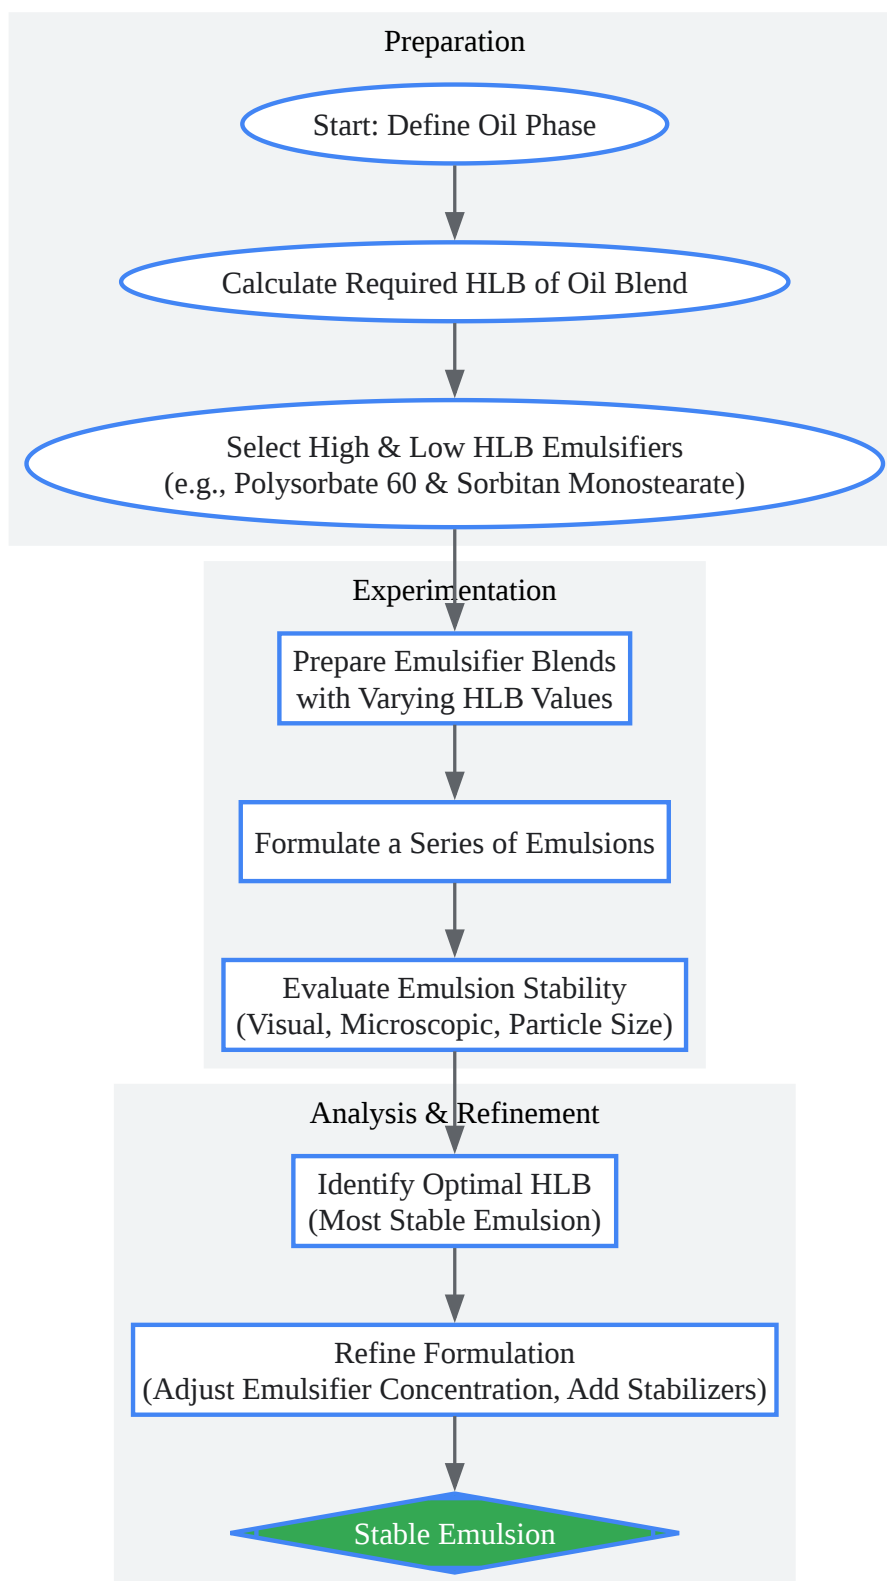 Preparation
Start: Define Oil Phase
Calculate Required HLB of Oil Blend
Select High & Low HLB Emulsifiers
(e.g., Polysorbate 60 & Sorbitan Monostearate)
Experimentation
Prepare Emulsifier Blends
with Varying HLB Values
Formulate a Series of Emulsions
Evaluate Emulsion Stability
(Visual, Microscopic, Particle Size)
Analysis & Refinement
Identify Optimal HLB
(Most Stable Emulsion)
Refine Formulation
(Adjust Emulsifier Concentration, Add Stabilizers)
Stable Emulsion